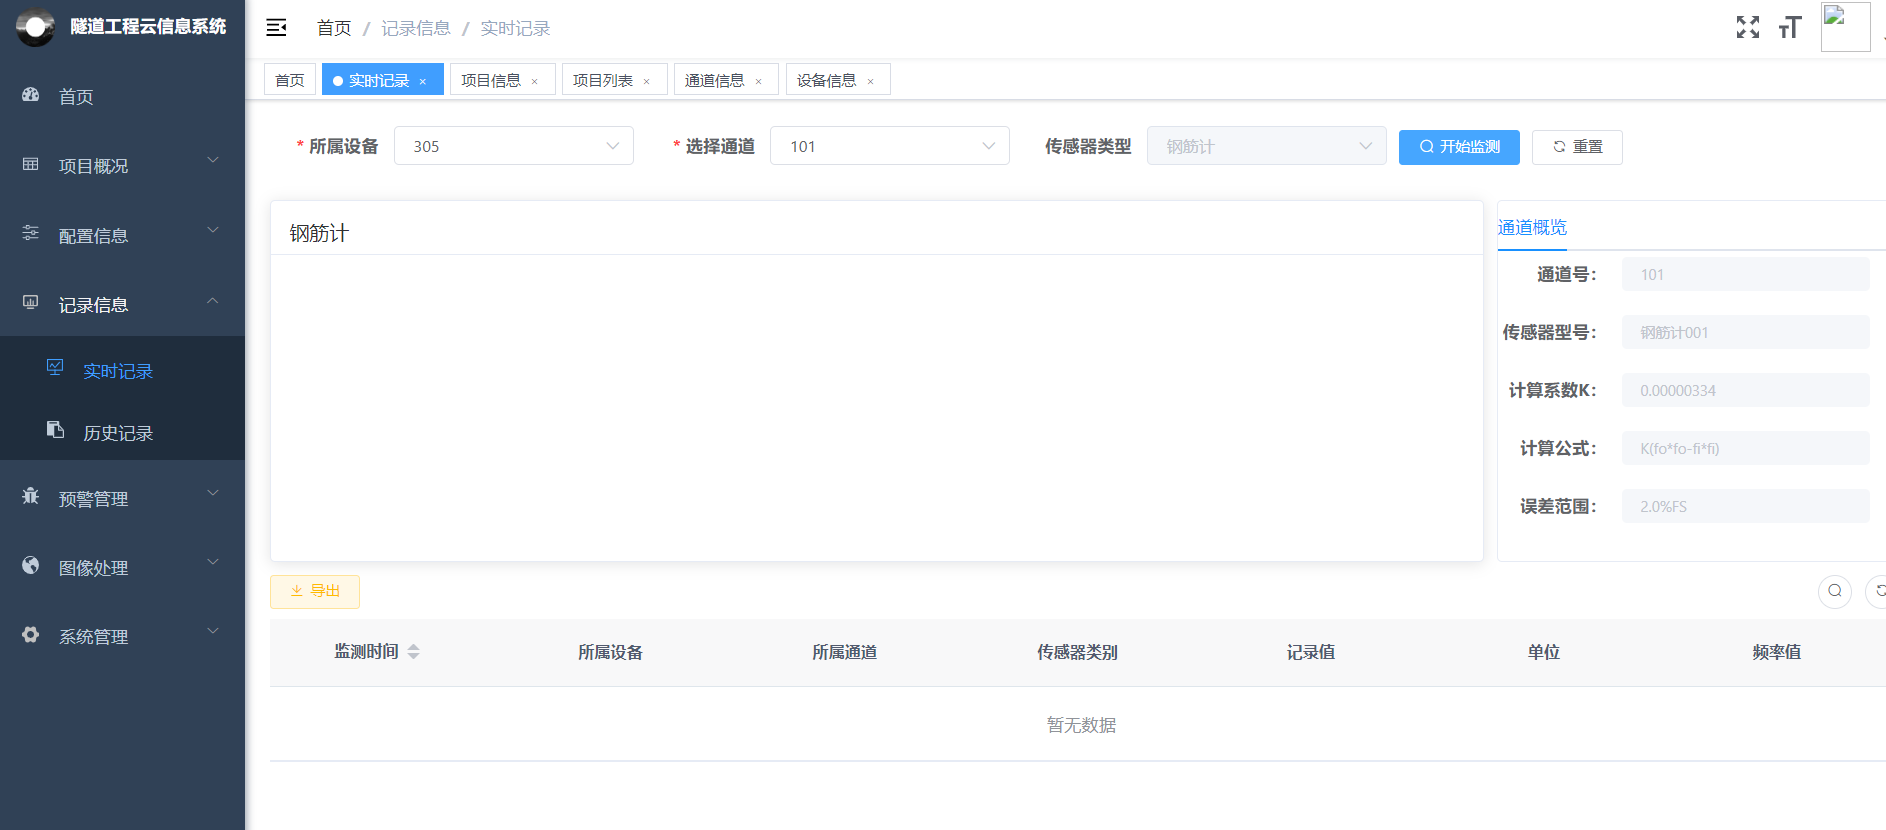 隧道工程云信息系统
首页
项目概况
配置信息
记录信息
实时记录
历史记录
预警管理
图像处理
系统管理
首页 / 记录信息 / 实时记录
首页 实时记录 × 项目信息 × 项目列表 × 通道信息 × 设备信息 ×
* 所属设备 305 * 选择通道 101 传感器类型 钢筋计 开始监测 重置
钢筋计
通道概览
通道号： 101
传感器型号： 钢筋计001
计算系数K： 0.00000334
计算公式： K(fo*fo-fi*fi)
误差范围： 2.0%FS
导出
监测时间 所属设备 所属通道 传感器类别 记录值 单位 频率值
暂无数据